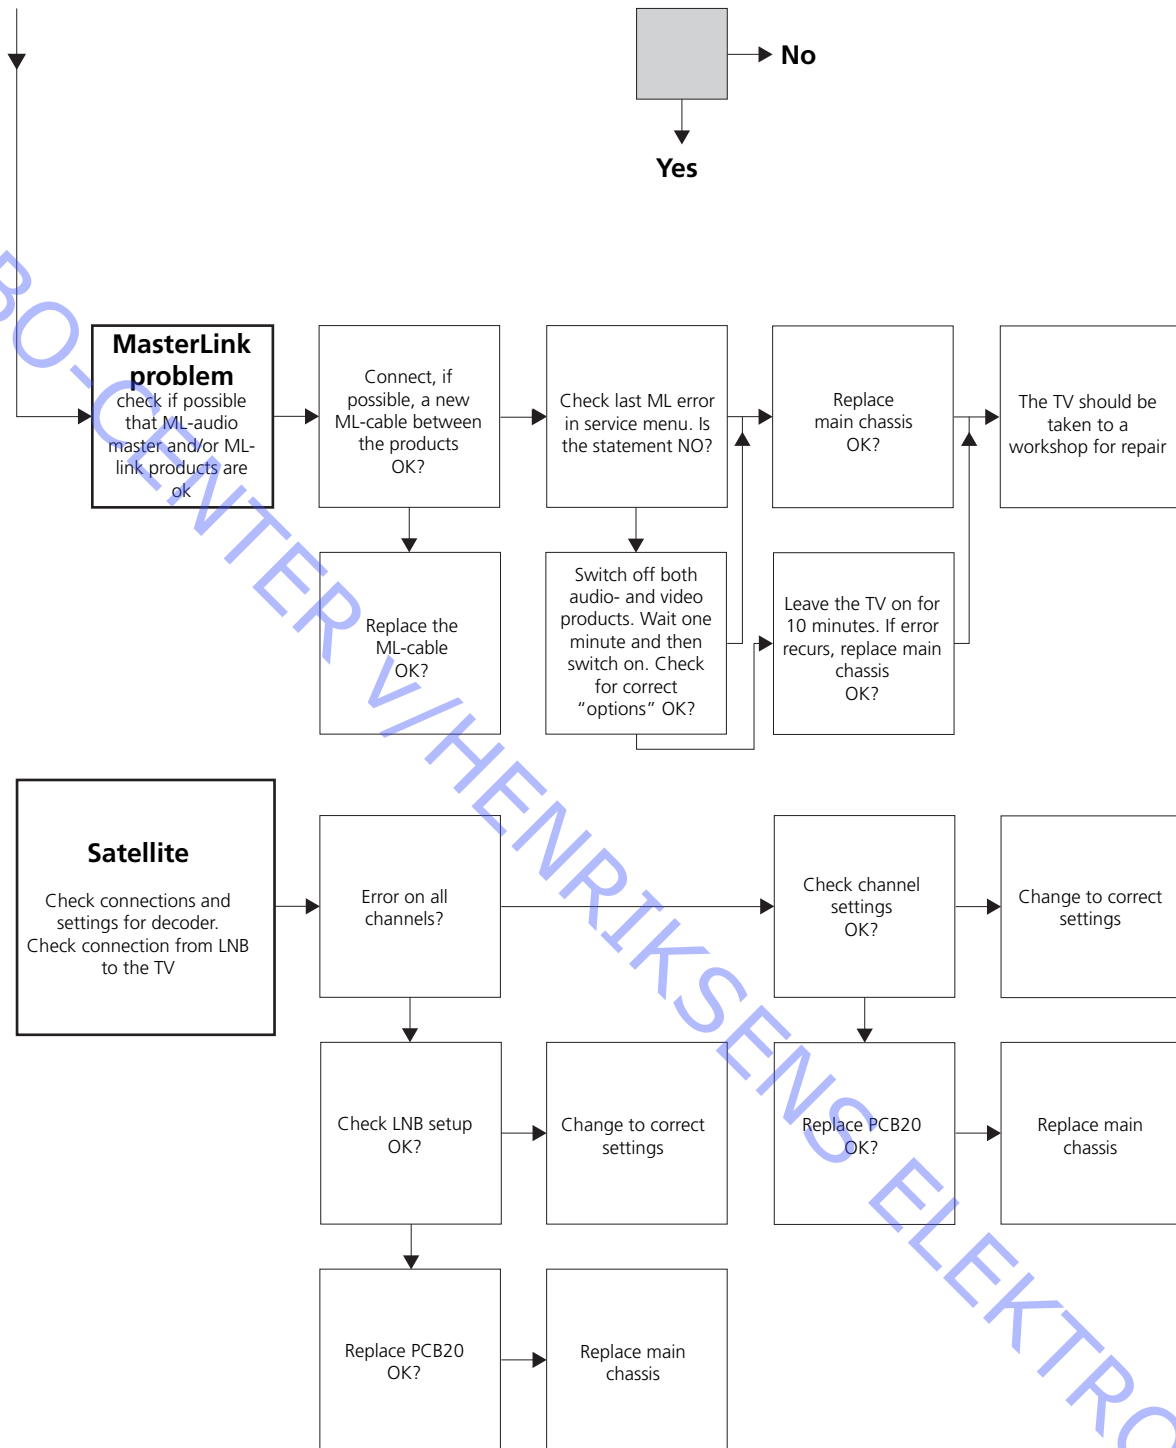 No
Yes
MasterLink
problem
check if possible
that ML-audio
master and/or ML-
link products are
ok
Connect, if
possible, a new
ML-cable between
the products
OK?
Check last ML error
in service menu. Is
the statement NO?
Replace
main chassis
OK?
The TV should be
taken to a
workshop for repair
Replace the
ML-cable
OK?
Switch off both
audio- and video
products. Wait one
minute and then
switch on. Check
for correct
“options” OK?
Leave the TV on for
10 minutes. If error
recurs, replace main
chassis
OK?
Satellite
Check connections and
settings for decoder.
Check connection from LNB
to the TV
Error on all
channels?
Check channel
settings
OK?
Change to correct
settings
Check LNB setup
OK?
Change to correct
settings
Replace PCB20
OK?
Replace main
chassis
Replace PCB20
OK?
Replace main
chassis
BO-CENTER v/HENRIKSENS ELEKTRO